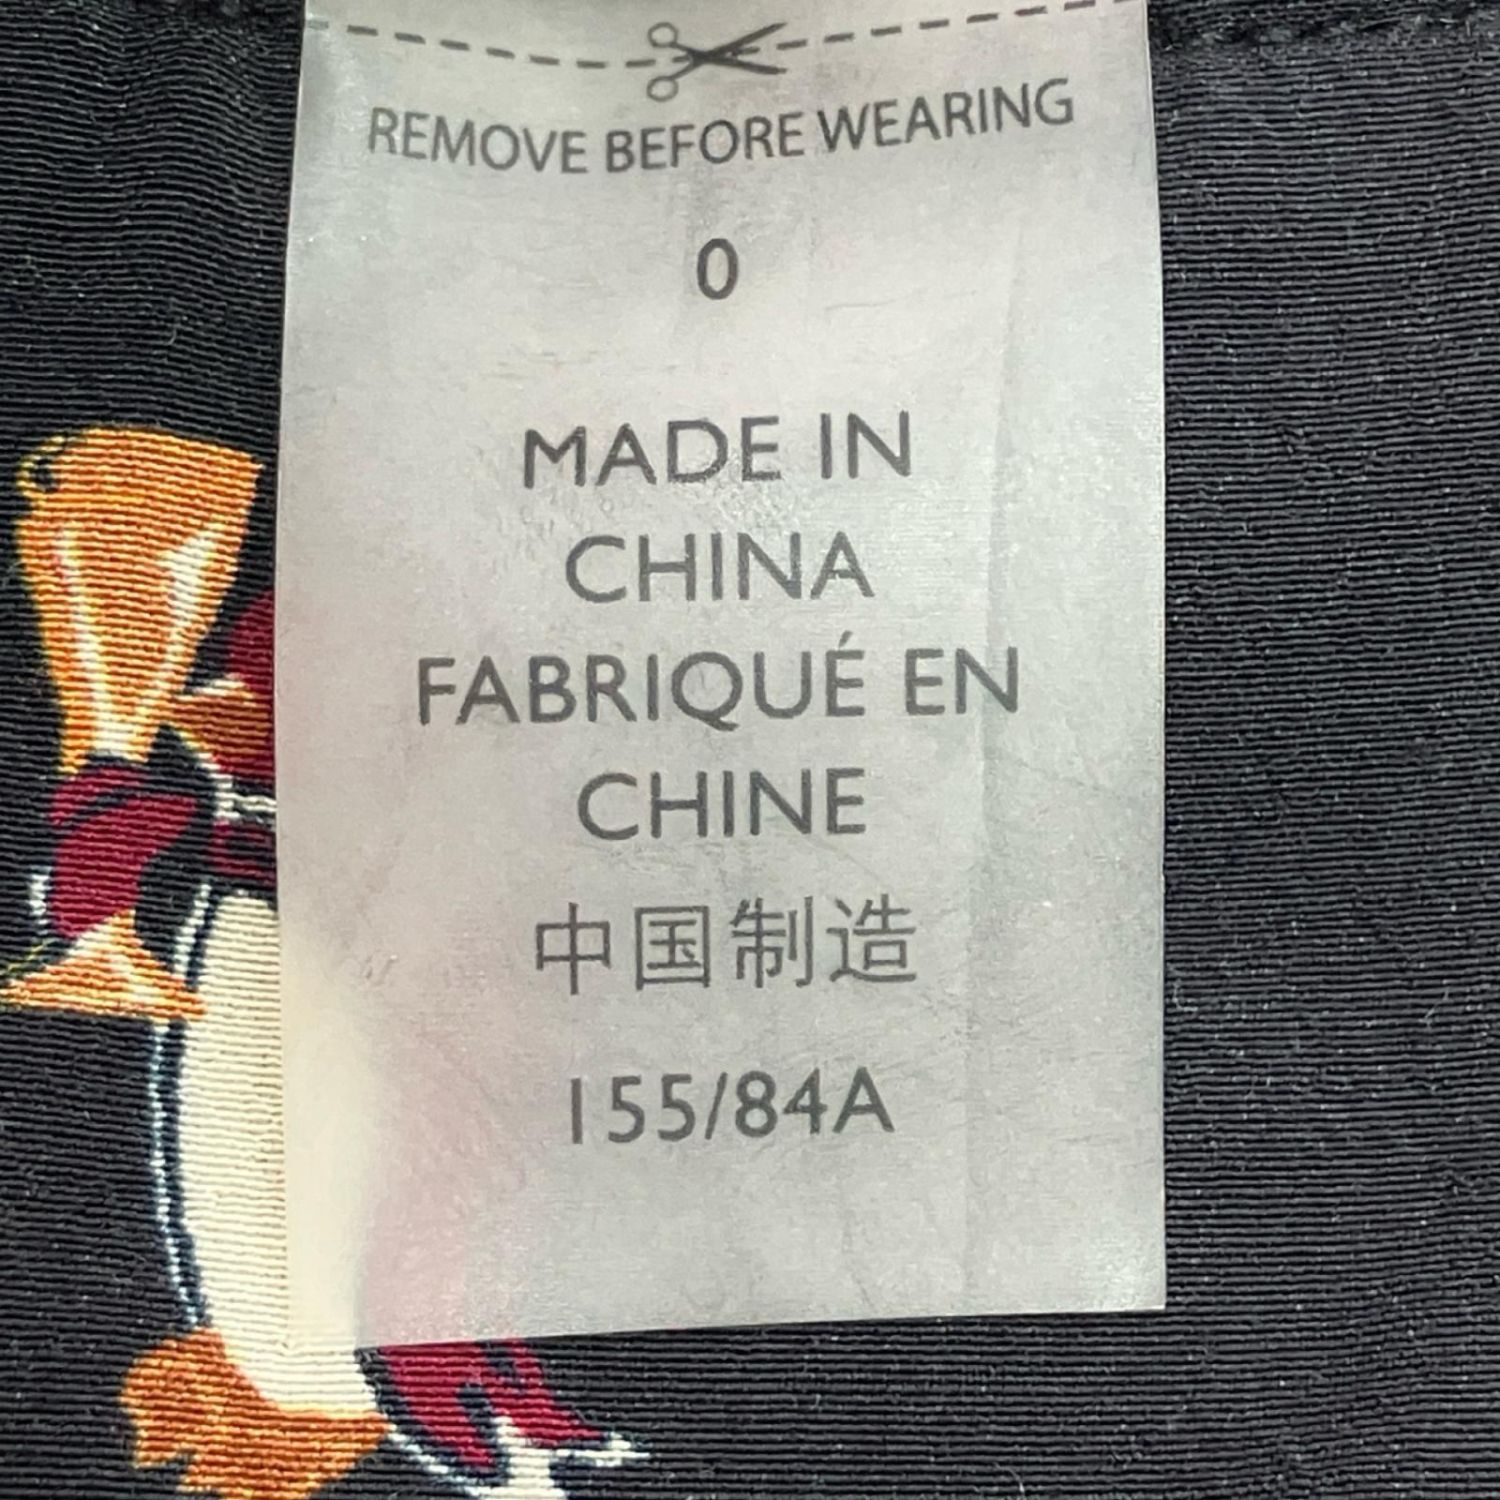 REMOVE BEFORE WEARING
0
MADE IN
CHINA
FABRIQUÉ EN
CHINE
中国制造
155/84A